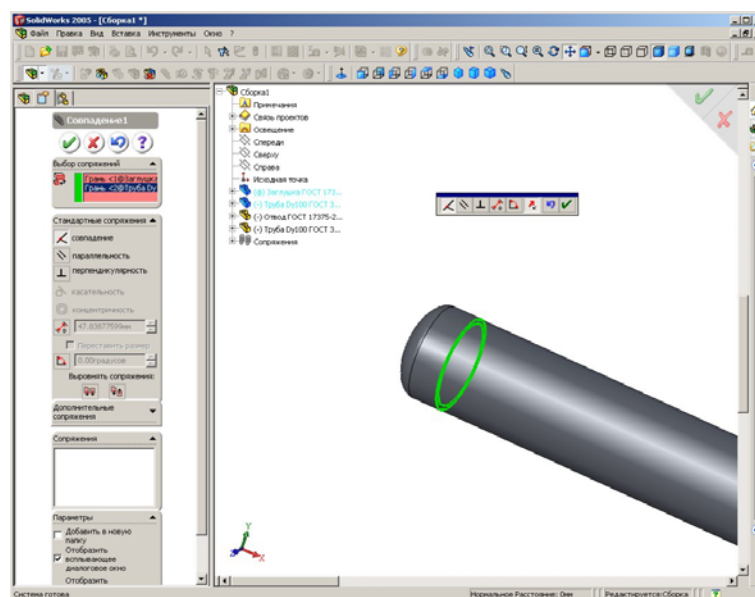 SolidWorks 2005 - [Сборка1 *]
Файл Правка Вид Вставка Инструменты Окно ?
Совпадение1
Выбор сопряжений
Грань <1@Заглушка
Грань <2@Труба Dy
Стандартные сопряжения
совпадение
параллельность
перпендикулярность
касательность
концентричность
47.83877599мм
Переставить размер
0.00градусов
Выровнять сопряжения:
Дополнительные
сопряжения
Сопряжения
Параметры
Добавить в новую
папку
Отобразить
всплывающее
диалоговое окно
Отобразить
Сборка1
Примечания
Связь проектов
Освещение
Спереди
Сверху
Справа
Исходная точка
(ф) Заглушка ГОСТ 173...
(-) Труба Dy100 ГОСТ 3...
(-) Отвод ГОСТ 17375-2...
(-) Труба Dy100 ГОСТ 3...
Сопряжения
Y
X
Z
Система готова
Нормальное Расстояние: 0мм
Редактируется:Сборка